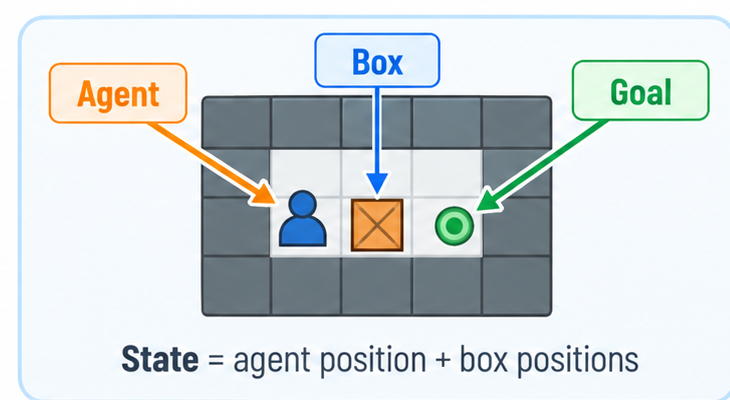 Agent
Box
Goal
State = agent position + box positions